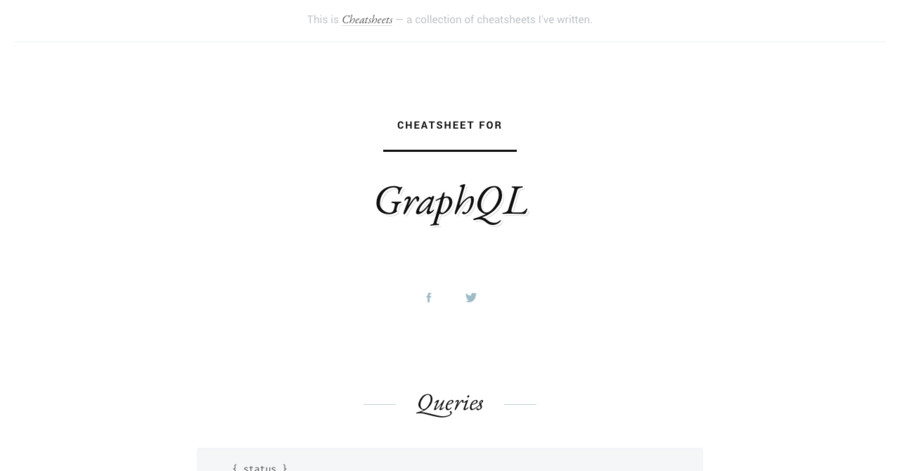 This is Cheatsheets — a collection of cheatsheets I've written.
CHEATSHEET FOR
GraphQL
Queries
{ status }